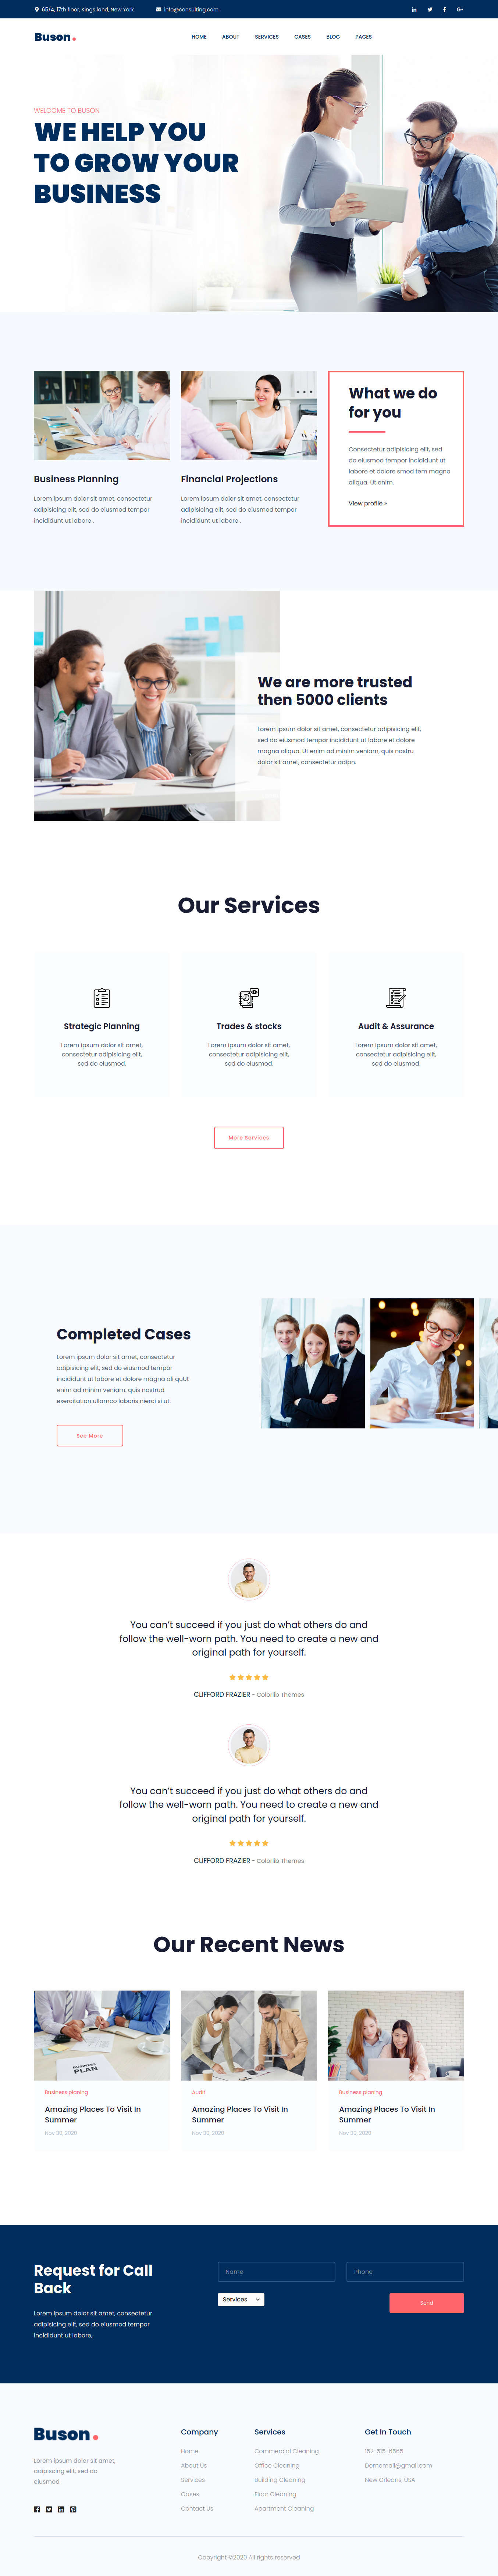 65/A, 17th floor, Kings land, New York
info@consulting.com
Buson.
HOME
ABOUT
SERVICES
CASES
BLOG
PAGES
WELCOME TO BUSON
WE HELP YOU
TO GROW YOUR
BUSINESS
Business Planning
Lorem ipsum dolor sit amet, consectetur
adipisicing elit, sed do eiusmod tempor
incididunt ut labore .
Financial Projections
Lorem ipsum dolor sit amet, consectetur
adipisicing elit, sed do eiusmod tempor
incididunt ut labore .
What we do
for you
Consectetur adipisicing elit, sed
do eiusmod tempor incididunt ut
labore et dolore smod tem magna
aliqua. Ut enim.
View profile »
We are more trusted
then 5000 clients
Lorem ipsum dolor sit amet, consectetur adipisicing elit,
sed do eiusmod tempor incididunt ut labore et dolore
magna aliqua. Ut enim ad minim veniam, quis nostru
dolor sit amet, consectetur adipn.
Our Services
Strategic Planning
Lorem ipsum dolor sit amet,
consectetur adipisicing elit,
sed do eiusmod.
Trades & stocks
Lorem ipsum dolor sit amet,
consectetur adipisicing elit,
sed do eiusmod.
Audit & Assurance
Lorem ipsum dolor sit amet,
consectetur adipisicing elit,
sed do eiusmod.
More Services
Completed Cases
Lorem ipsum dolor sit amet, consectetur
adipisicing elit, sed do eiusmod tempor
incididunt ut labore et dolore magna ali quUt
enim ad minim veniam. quis nostrud
exercitation ullamco laboris nierci si ut.
See More
You can't succeed if you just do what others do and
follow the well-worn path. You need to create a new and
original path for yourself.
CLIFFORD FRAZIER - Colorlib Themes
You can't succeed if you just do what others do and
follow the well-worn path. You need to create a new and
original path for yourself.
CLIFFORD FRAZIER - Colorlib Themes
Our Recent News
BUSINESS
PLAN
Business planing
Amazing Places To Visit In
Summer
Nov 30, 2020
Audit
Amazing Places To Visit In
Summer
Nov 30, 2020
Business planing
Amazing Places To Visit In
Summer
Nov 30, 2020
Request for Call
Back
Lorem ipsum dolor sit amet, consectetur
adipisicing elit, sed do eiusmod tempor
incididunt ut labore,.
Name
Phone
Services
Send
Buson.
Lorem ipsum dolor sit amet,
adipiscing elit, sed do
eiusmod
Company
Home
About Us
Services
Cases
Contact Us
Services
Commercial Cleaning
Office Cleaning
Building Cleaning
Floor Cleaning
Apartment Cleaning
Get in Touch
152-515-6565
Demomail@gmail.com
New Orleans, USA
Copyright ©2020 All rights reserved